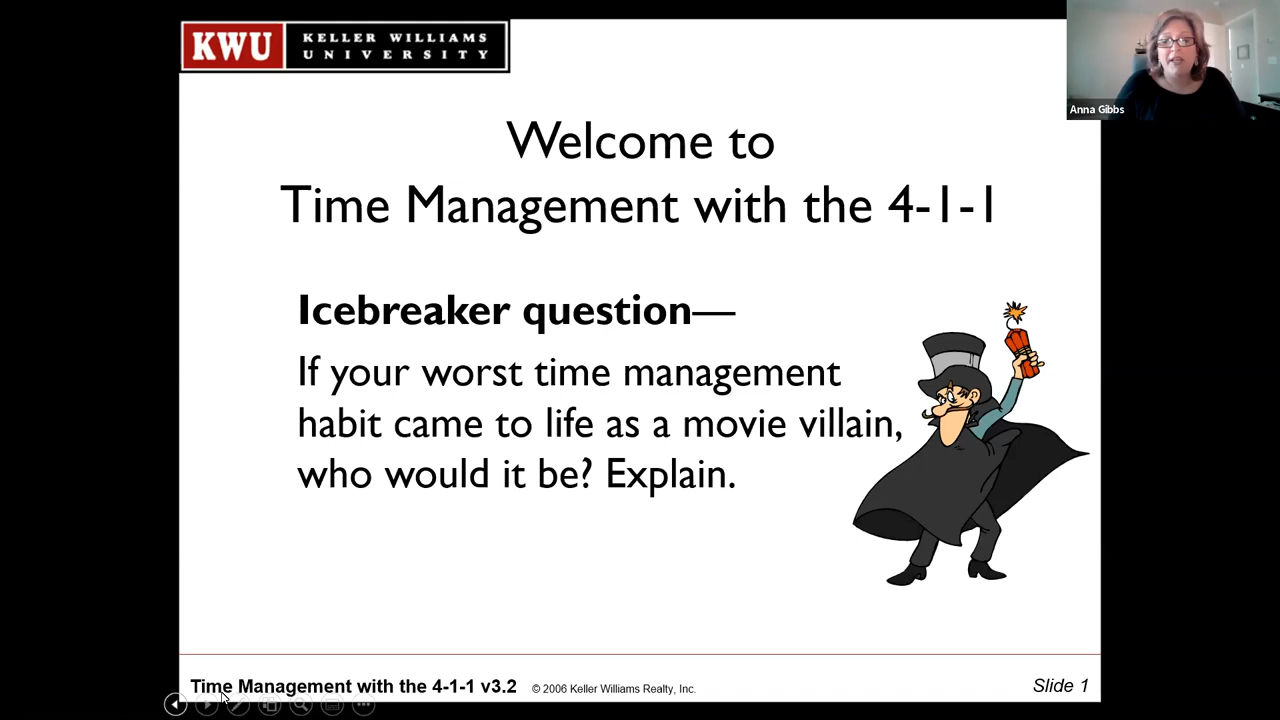 KWU
KELLER WILLIAMS
UNIVERSITY
Anna Gibbs
Welcome to
Time Management with the 4-1-1
Icebreaker question—
If your worst time management
habit came to life as a movie villain,
who would it be? Explain.
Time Management with the 4-1-1 v3.2 © 2006 Keller Williams Realty, Inc. Slide 1